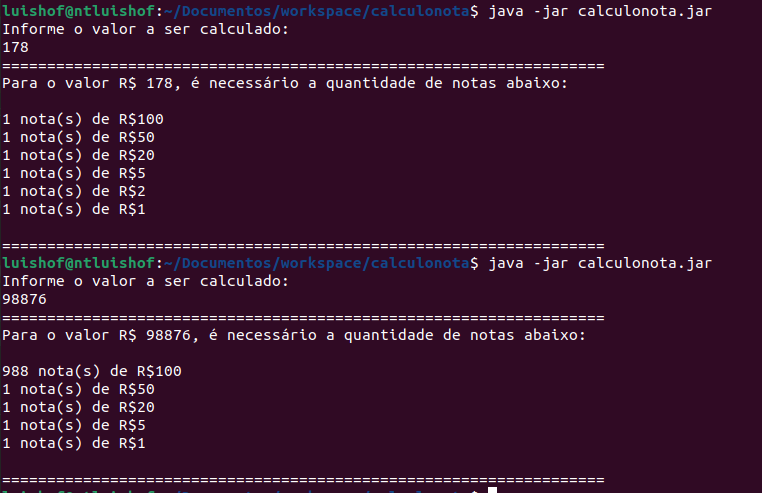 luishof@ntluishof:~/Documentos/workspace/calculonota$ java -jar calculonota.jar
Informe o valor a ser calculado:
178
===================================================================
Para o valor R$ 178, é necessário a quantidade de notas abaixo:
1 nota(s) de R$100
1 nota(s) de R$50
1 nota(s) de R$20
1 nota(s) de R$5
1 nota(s) de R$2
1 nota(s) de R$1
===================================================================
luishof@ntluishof:~/Documentos/workspace/calculonota$ java -jar calculonota.jar
Informe o valor a ser calculado:
98876
===================================================================
Para o valor R$ 98876, é necessário a quantidade de notas abaixo:
988 nota(s) de R$100
1 nota(s) de R$50
1 nota(s) de R$20
1 nota(s) de R$5
1 nota(s) de R$1
===================================================================